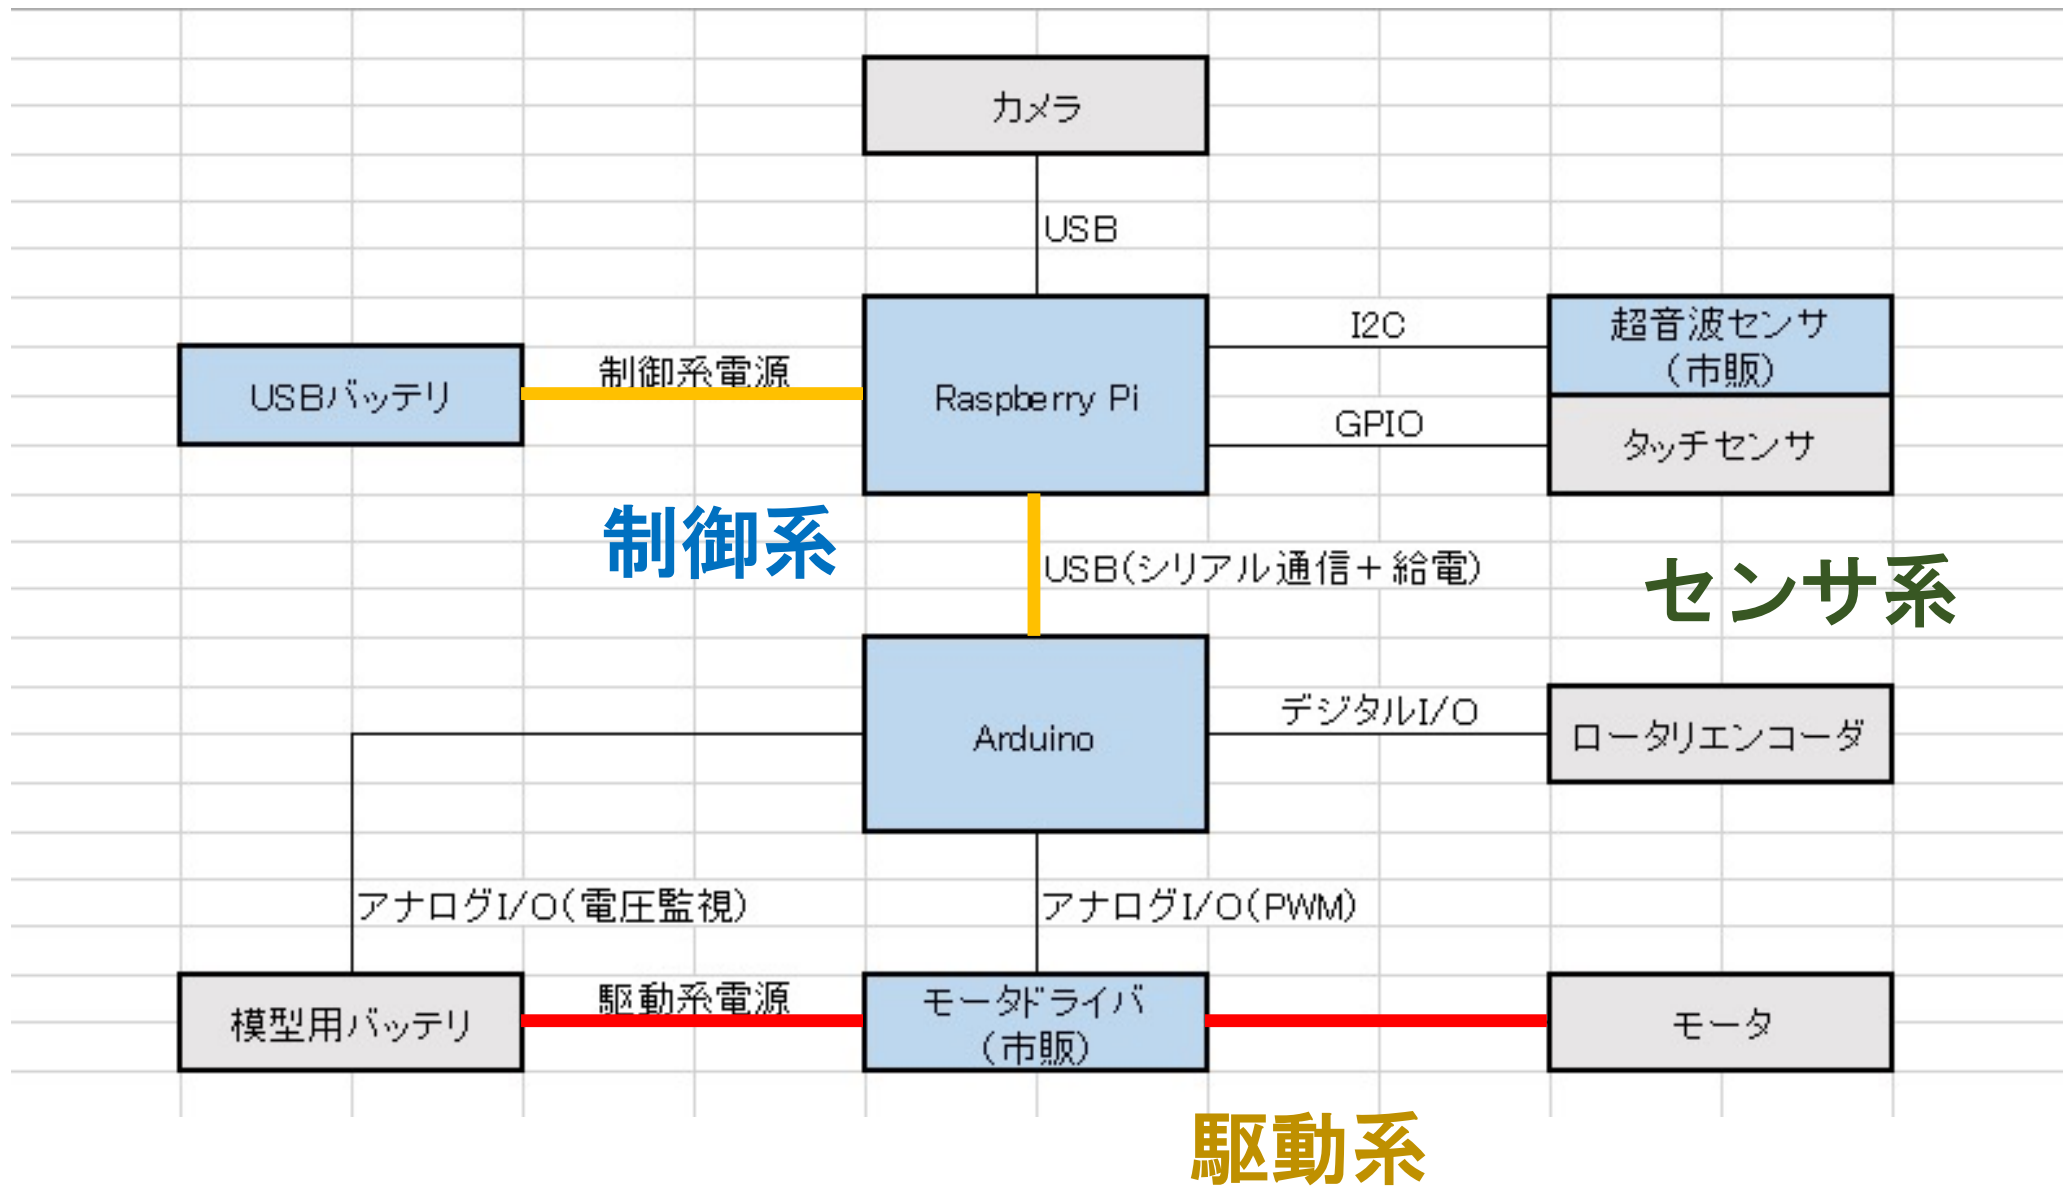 カメラ
USB
I2C
超音波センサ
（市販）
制御系電源
USBバッテリ
Raspberry Pi
GPIO
タッチセンサ
制御系
USB(シリアル通信＋給電)
センサ系
デジタルI/O
Arduino
ロータリエンコーダ
アナログI/O(電圧監視)
アナログI/O(PWM)
駆動系電源
模型用バッテリ
モータドライバ
（市販）
モータ
駆動系